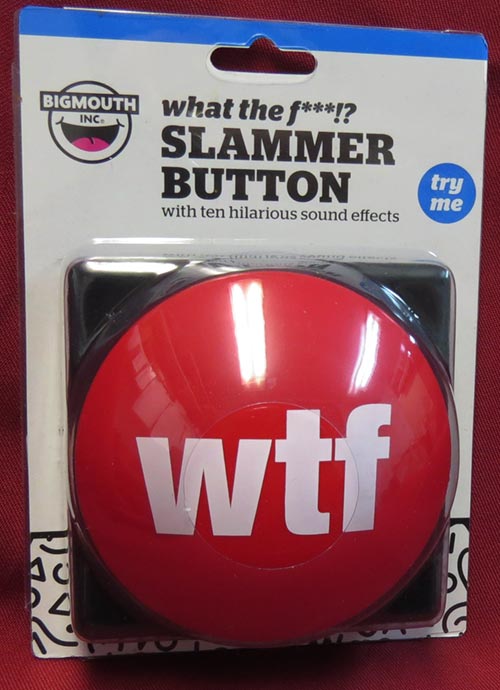 BIGMOUTH
INC.
what the f***!?
SLAMMER
BUTTON
with ten hilarious sound effects
try
me
wtf